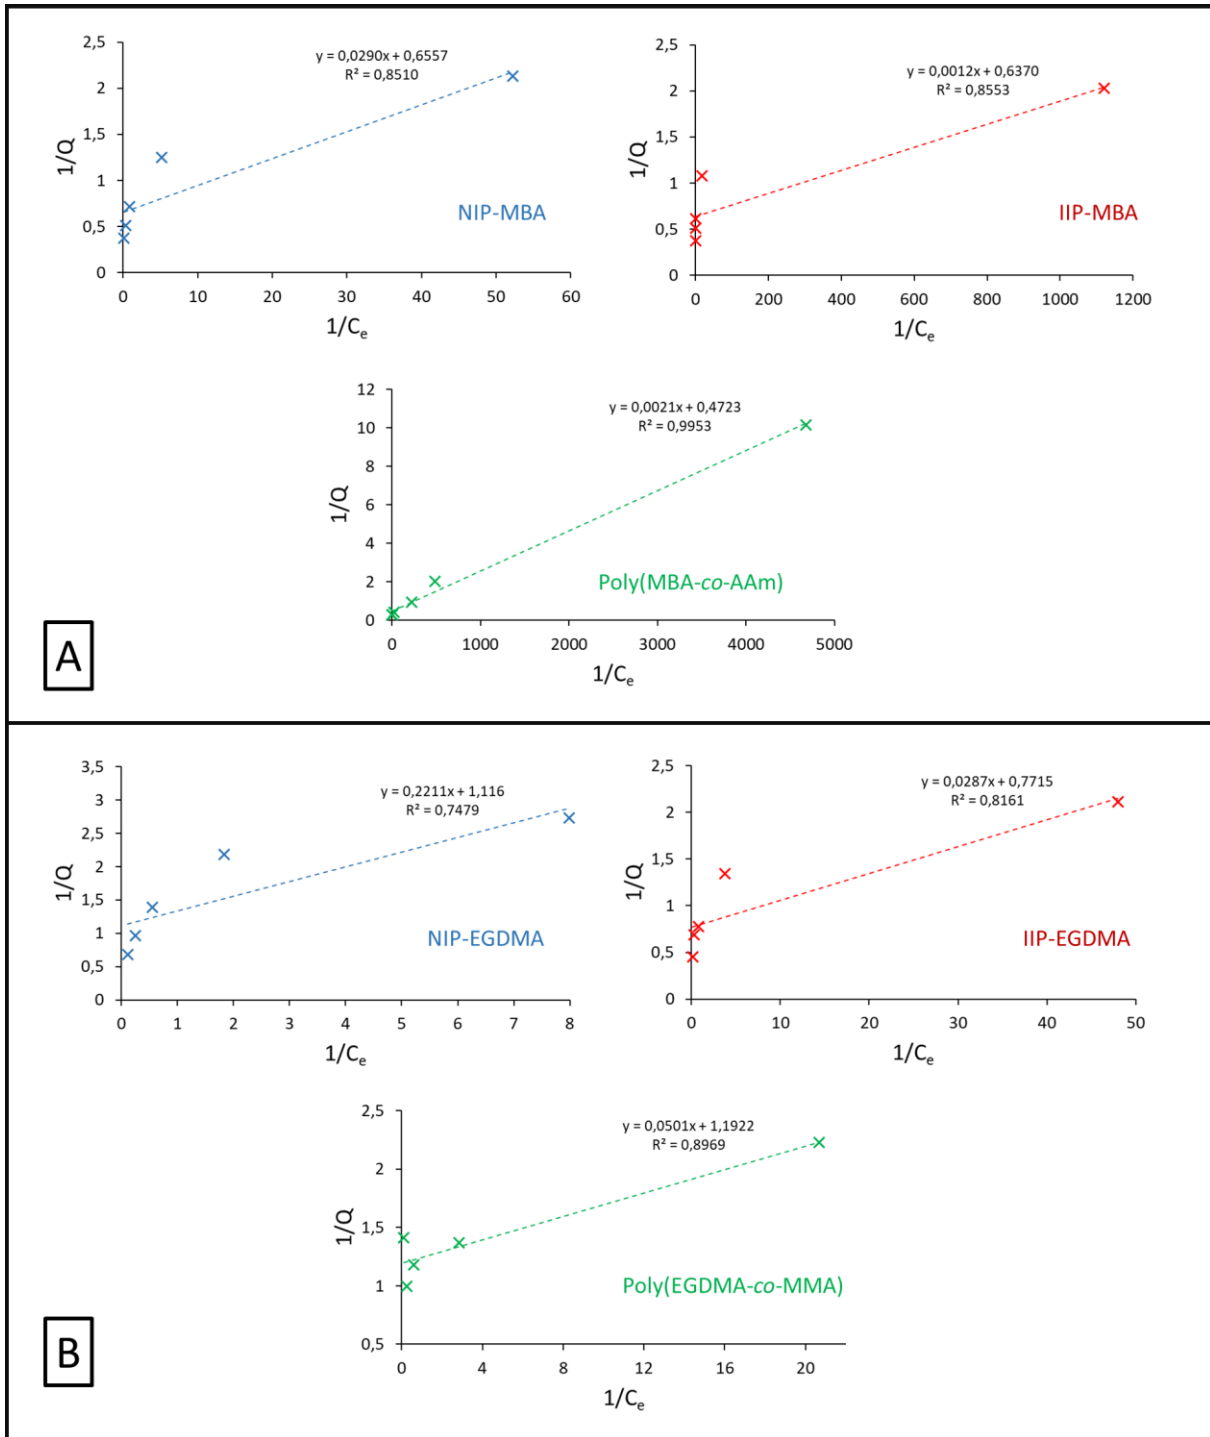 2,5
2
1,5
1
0,5
0
1/Q
y = 0,0290x + 0,6557
R² = 0,8510
NIP-MBA
0 10 20 30 40 50 60
1/Cₑ
2,5
2
1,5
1
0,5
0
1/Q
y = 0,0012x + 0,6370
R² = 0,8553
IIP-MBA
0 200 400 600 800 1000 1200
1/Cₑ
12
10
8
6
4
2
0
1/Q
y = 0,0021x + 0,4723
R² = 0,9953
Poly(MBA-co-AAm)
0 1000 2000 3000 4000 5000
1/Cₑ
A
3,5
3
2,5
2
1,5
1
0,5
0
1/Q
y = 0,2211x + 1,116
R² = 0,7479
NIP-EGDMA
0 1 2 3 4 5 6 7 8
1/Cₑ
2,5
2
1,5
1
0,5
0
1/Q
y = 0,0287x + 0,7715
R² = 0,8161
IIP-EGDMA
0 10 20 30 40 50
1/Cₑ
2,5
2
1,5
1
0,5
1/Q
y = 0,0501x + 1,1922
R² = 0,8969
Poly(EGDMA-co-MMA)
0 4 8 12 16 20
1/Cₑ
B